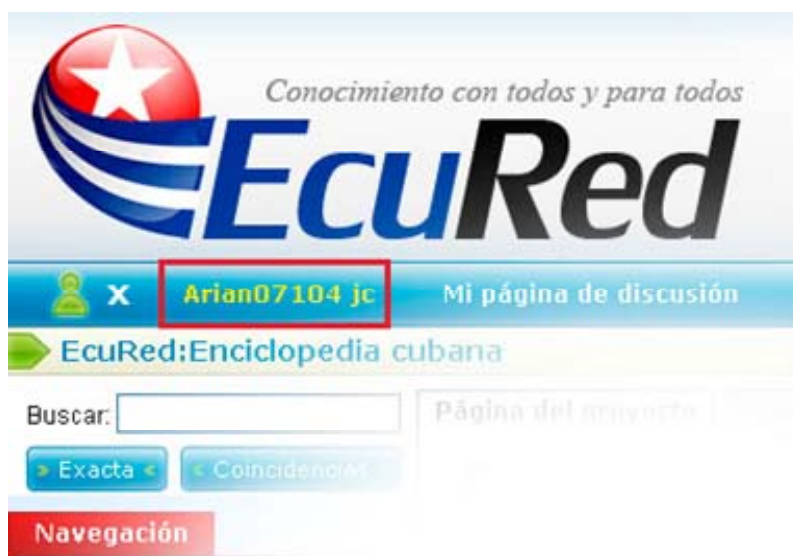 Conocimiento con todos y para todos
EcuRed
x Arian07104 jc Mi página de discusión
EcuRed:Enciclopedia cubana
Buscar: Página del proyecto
» Exacta « « Coincidencias
Navegación